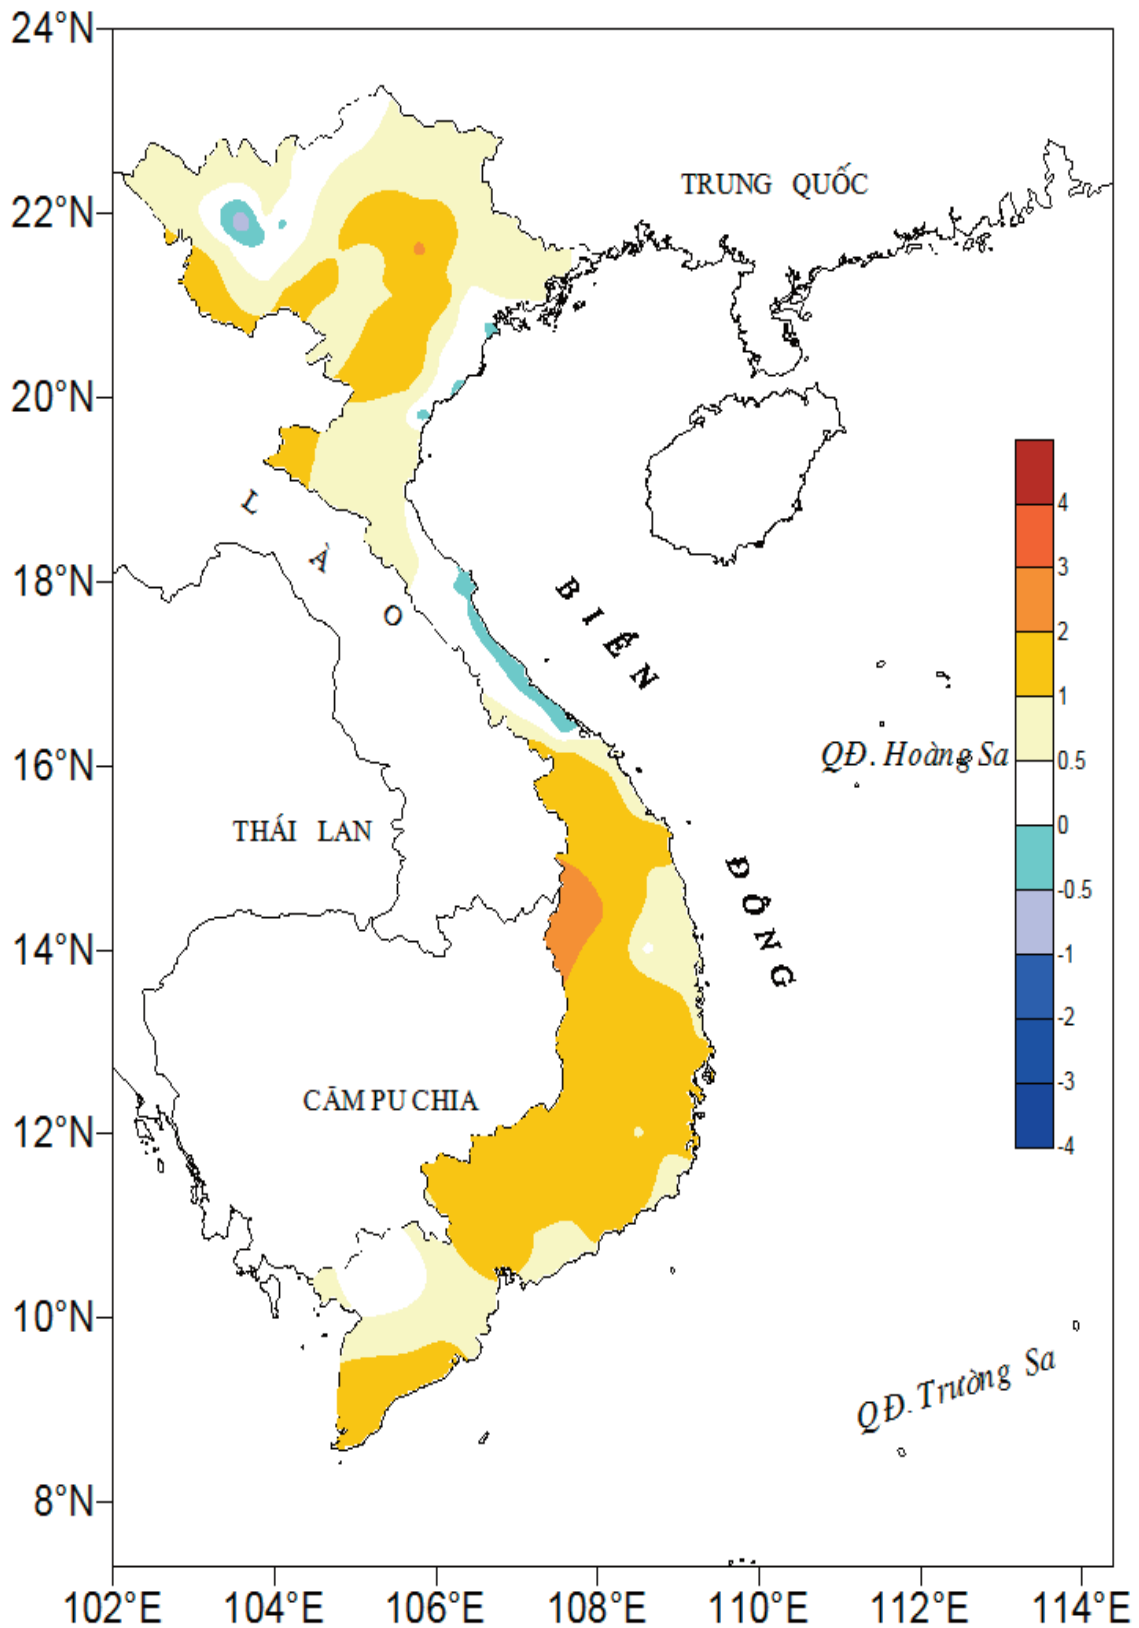 24°N
22°N
20°N
18°N
16°N
14°N
12°N
10°N
8°N
TRUNG QUỐC
L À O
BIỂN ĐÔNG
QĐ. Hoàng Sa
THÁI LAN
CĂM PU CHIA
QĐ. Trường Sa
4
3
2
1
0.5
0
-0.5
-1
-2
-3
-4
102°E 104°E 106°E 108°E 110°E 112°E 114°E